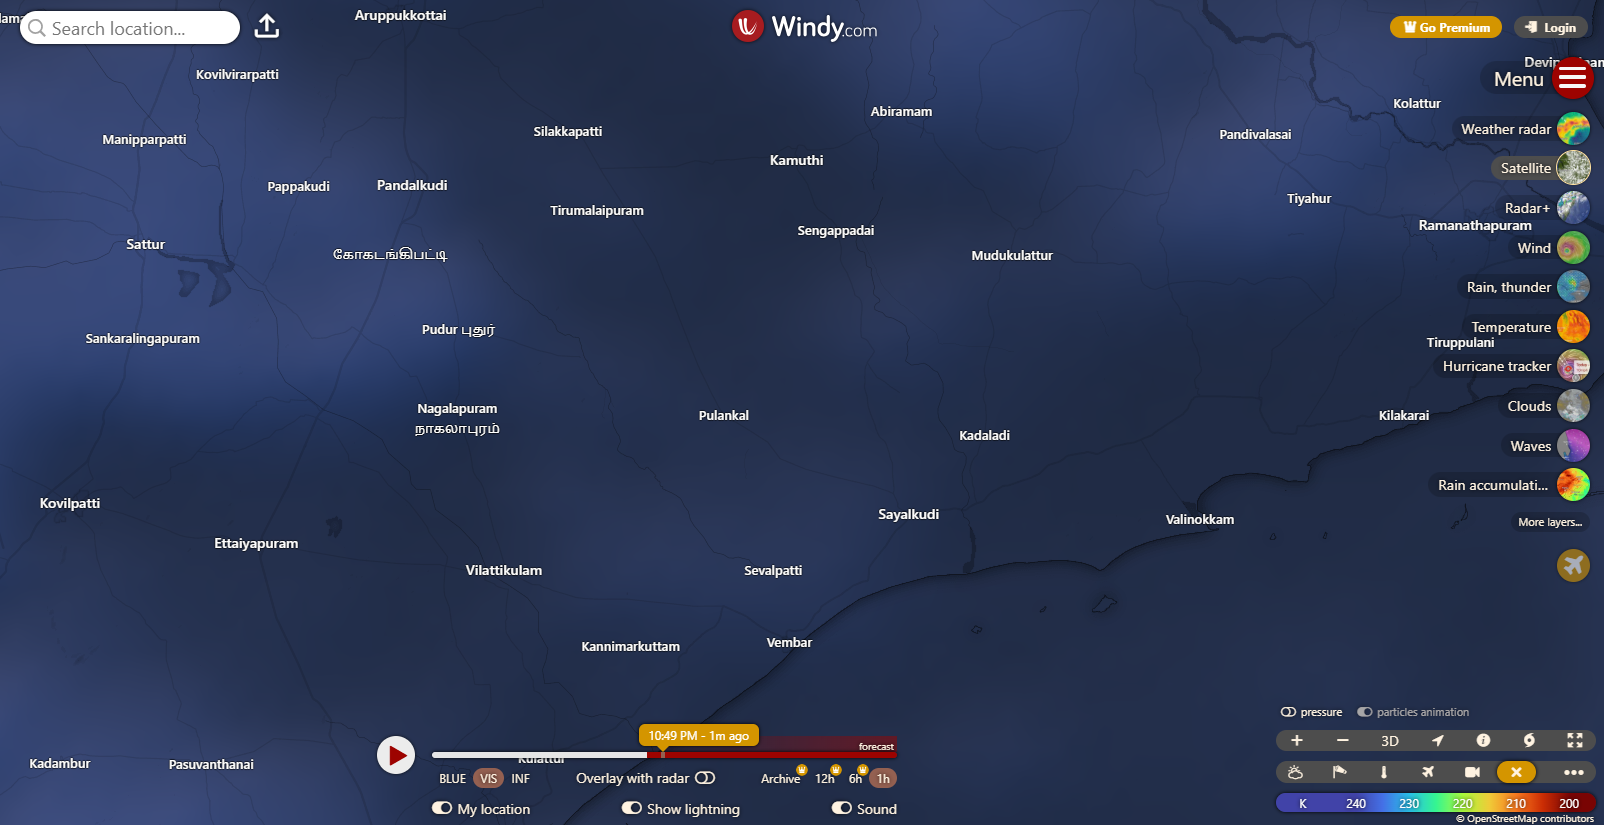 Search location...
Aruppukkottai
Windy.com
Go Premium
Login
Kovilvirarpatti
Menu
Abiramam
Kolattur
Manipparpatti
Silakkapatti
Pandivalasai
Weather radar
Kamuthi
Satellite
Pappakudi
Pandalkudi
Tirumalaipuram
Tiyahur
Radar+
Sengappadai
Ramanathapuram
Sattur
கோகடங்கிபட்டி
Mudukulattur
Wind
Rain, thunder
Sankaralingapuram
Pudur புதுர்
Temperature
Tiruppulani
Hurricane tracker
Nagalapuram
நாகலாபுரம்
Pulankal
Kadaladi
Kilakarai
Clouds
Waves
Rain accumulati...
Kovilpatti
Sayalkudi
Valinokkam
More layers...
Ettaiyapuram
Vilattikulam
Sevalpatti
Kannimarkuttam
Vembar
pressure
particles animation
10:49 PM - 1m ago
forecast
3D
Kadambur
Pasuvanthanai
Kulattur
BLUE VIS INF
Overlay with radar
Archive 12h 6h 1h
My location
Show lightning
Sound
K 240 230 220 210 200
© OpenStreetMap contributors